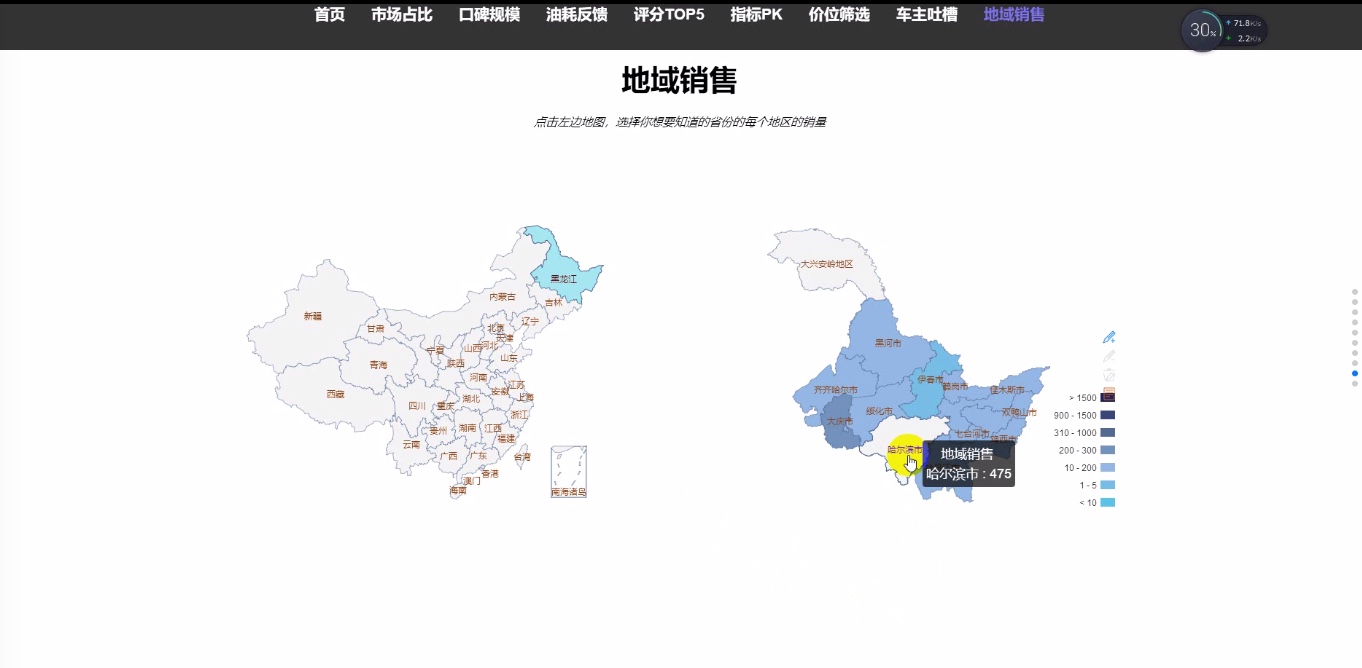 首页 市场占比 口碑规模 油耗反馈 评分TOP5 指标PK 价位筛选 车主吐槽 地域销售
30%
71.8K/s
2.2K/s
地域销售
点击左边地图，选择你想要知道的省份的每个地区的销量
黑龙江
内蒙古
吉林
新疆
辽宁
甘肃
北京
天津
宁夏
山西
河北
山东
陕西
青海
河南
西藏
江苏
安徽
上海
四川
重庆
湖北
浙江
贵州
湖南
江西
福建
云南
广西
广东
台湾
香港
澳门
海南
南海诸岛
大兴安岭地区
黑河市
伊春市
鹤岗市
齐齐哈尔市
佳木斯市
绥化市
双鸭山市
大庆市
七台河市
鸡西市
哈尔滨市
地域销售
哈尔滨市 : 475
> 1500
900 - 1500
310 - 1000
200 - 300
10 - 200
1 - 5
< 10